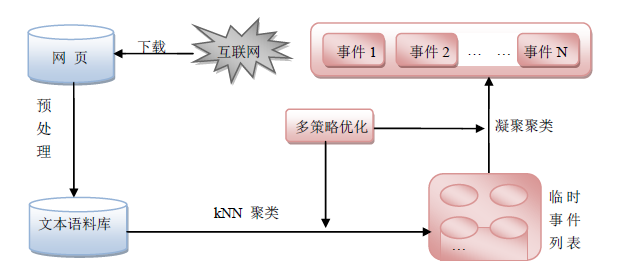 网 页
下载
互联网
事件 1
事件 2
… …
事件 N
预
处
理
多策略优化
凝聚聚类
文本语料库
kNN 聚类
…
临时
事件
列表